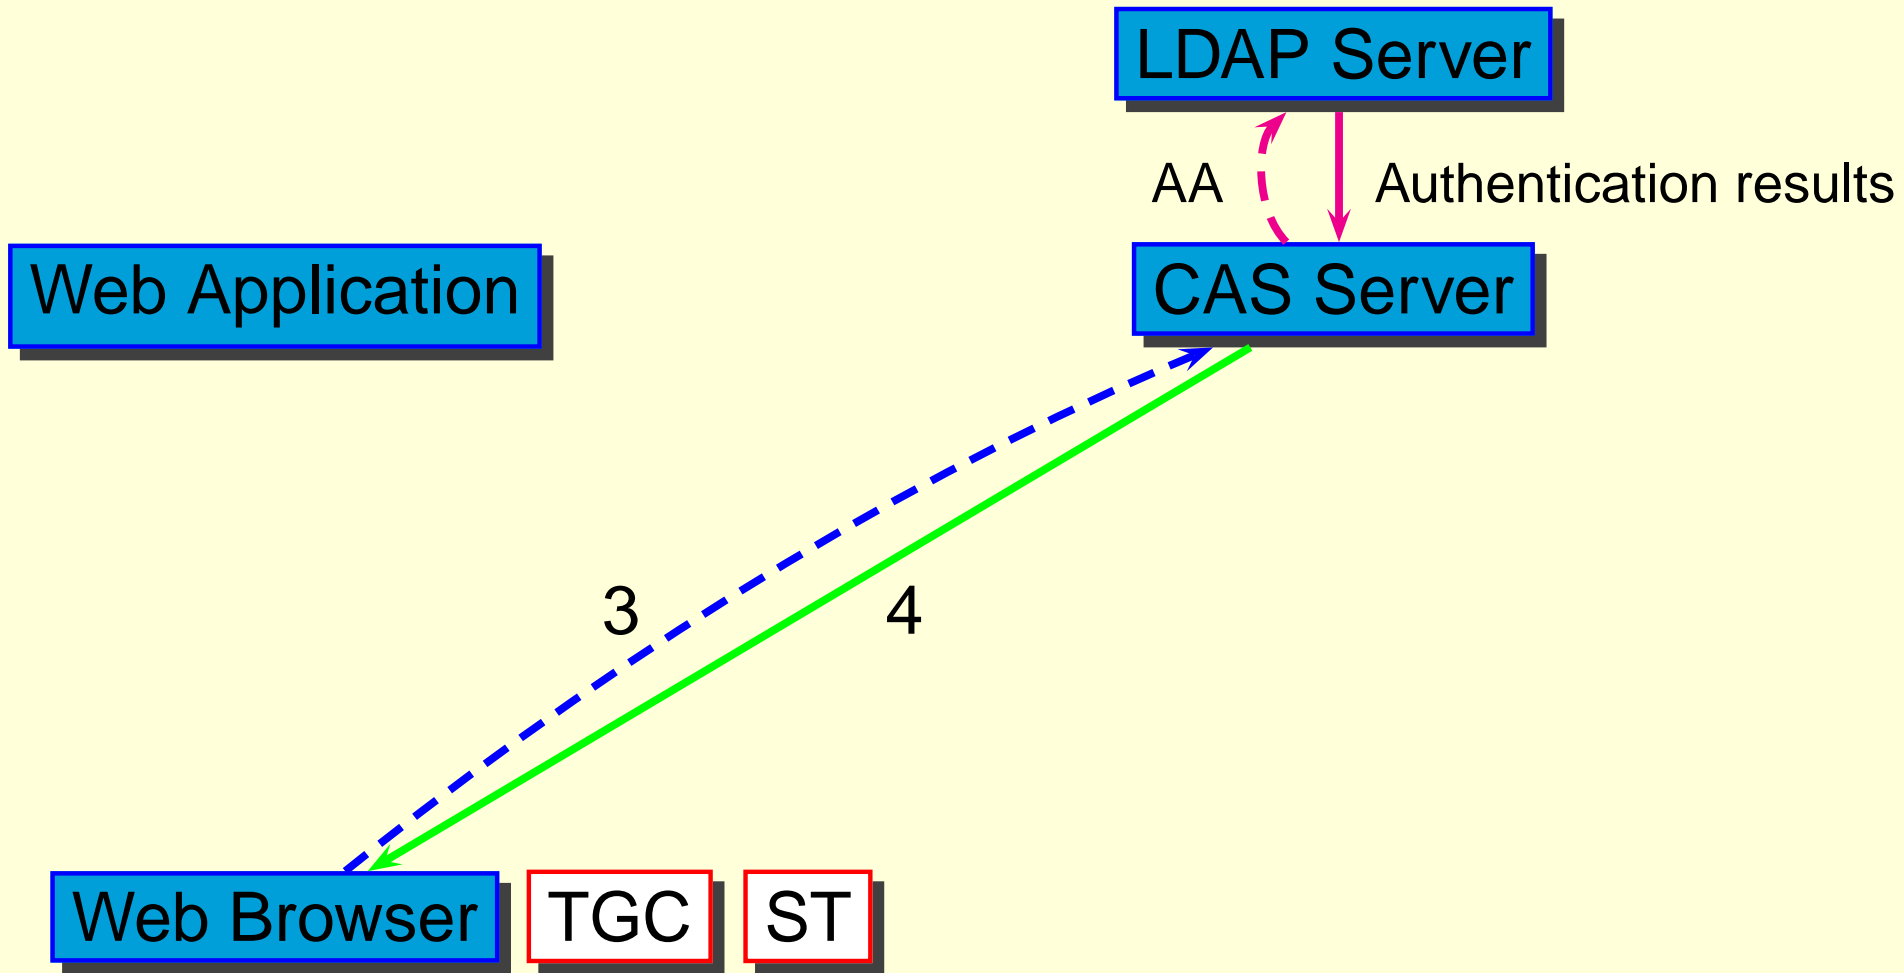 LDAP Server
AA
Authentication results
Web Application
CAS Server
3
4
Web Browser
TGC
ST